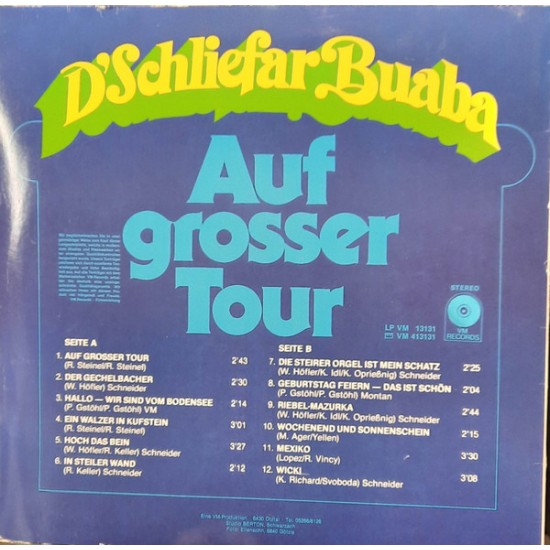 D'Schliefar Buaba
Auf
grosser
Tour
STEREO
VM
RECORDS
LP VM 13131
VM 413131
SEITE A
1. AUF GROSSER TOUR 2'43
(R. Steinel/R. Steinel)
2. DER GECHELBACHER 2'30
(W. Höfler) Schneider
3. HALLO — WIR SIND VOM BODENSEE 2'14
(P. Gstöhl/P. Gstöhl) VM
4. EIN WALZER IN KUFSTEIN 3'01
(R. Steinel/R. Steinel)
5. HOCH DAS BEIN 3'27
(W. Höfler/R. Keller) Schneider
6. IN STEILER WAND 2'12
(R. Keller) Schneider
SEITE B
7. DIE STEIRER ORGEL IST MEIN SCHATZ 2'25
(W. Höfler/K. Idl/K. Oprießnig) Schneider
8. GEBURTSTAG FEIERN — DAS IST SCHÖN 2'04
(P. Gstöhl/P. Gstöhl) Montan
9. RIEBEL-MAZURKA 2'44
(W. Höfler/K. Idl/K. Oprießnig) Schneider
10. WOCHENEND UND SONNENSCHEIN 2'15
(M. Ager/Yellen)
11. MEXIKO 3'30
(Lopez/R. Vincy)
12. WICKI... 3'08
(K. Richard/Svoboda) Schneider